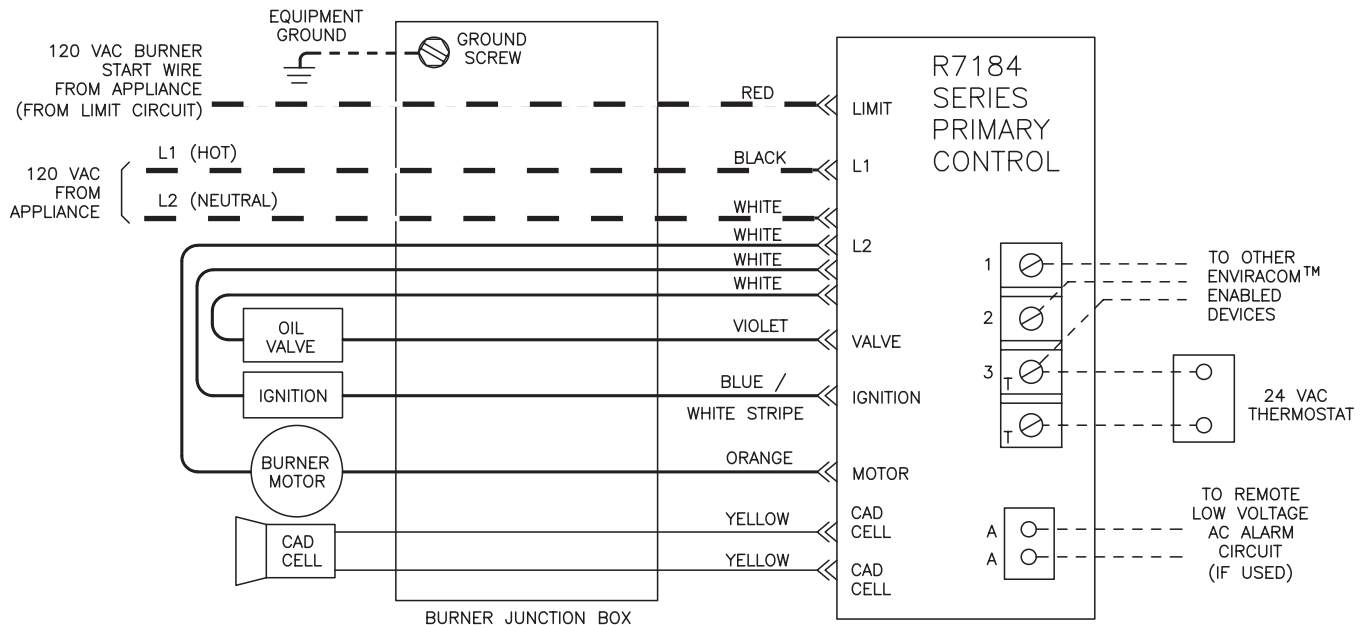 EQUIPMENT
GROUND
GROUND
SCREW
120 VAC BURNER
START WIRE
FROM APPLIANCE
(FROM LIMIT CIRCUIT)
RED
LIMIT
R7184
SERIES
PRIMARY
CONTROL
L1 (HOT)
BLACK
L1
120 VAC
FROM
APPLIANCE
L2 (NEUTRAL)
WHITE
WHITE
L2
WHITE
WHITE
OIL
VALVE
VIOLET
VALVE
IGNITION
BLUE /
WHITE STRIPE
IGNITION
BURNER
MOTOR
ORANGE
MOTOR
CAD
CELL
YELLOW
CAD
CELL
YELLOW
CAD
CELL
BURNER JUNCTION BOX
1
2
3
T
T
TO OTHER
ENVIRACOM™
ENABLED
DEVICES
24 VAC
THERMOSTAT
A
A
TO REMOTE
LOW VOLTAGE
AC ALARM
CIRCUIT
(IF USED)